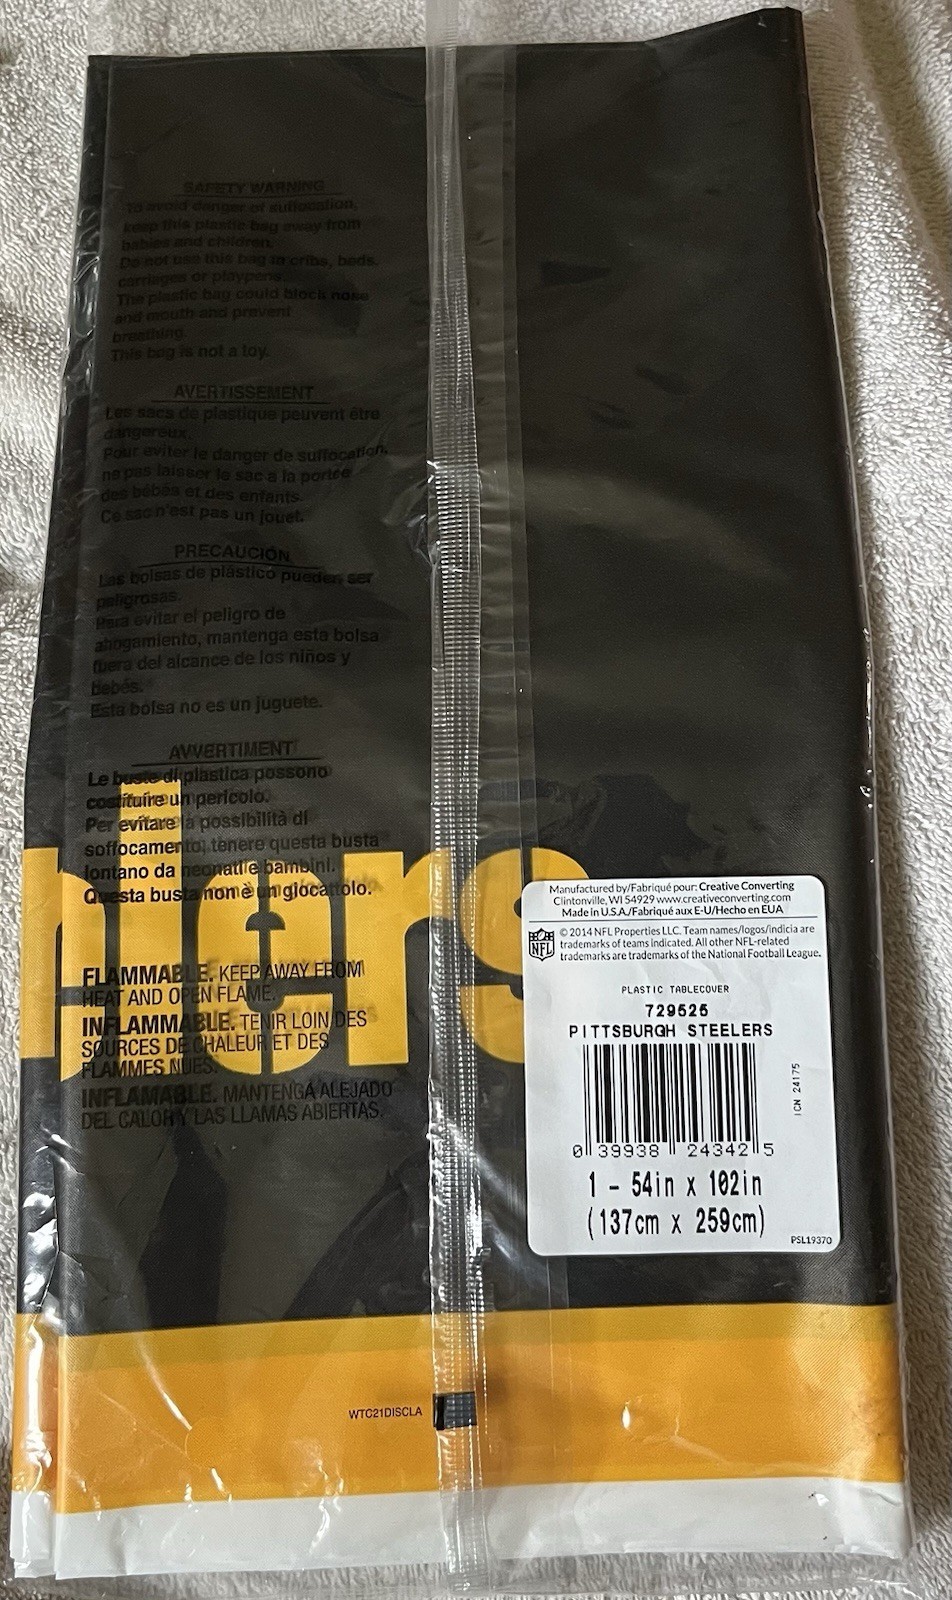 SAFETY WARNING
To avoid danger of suffocation,
keep this plastic bag away from
babies and children.
Do not use this bag in cribs, beds,
carriages or playpens.
The plastic bag could block nose
and mouth and prevent
breathing.
This bag is not a toy.
AVERTISSEMENT
Les sacs de plastique peuvent être
dangereux.
Pour eviter le danger de suffocation,
ne pas laisser le sac a la portee
des bébés et des enfants.
Ce sac n'est pas un jouet.
PRECAUCIÓN
Las bolsas de plástico pueden ser
peligrosas.
Para evitar el peligro de
ahogamiento, mantenga esta bolsa
fuera del alcance de los niños y
bebés.
Esta bolsa no es un juguete.
AVVERTIMENT
Le buste di plastica possono
costituire un pericolo.
Per evitare la possibilità di
soffocamento, tenere questa busta
lontano da neonati e bambini.
Questa busta non è un giocattolo.
lers
FLAMMABLE. KEEP AWAY FROM
HEAT AND OPEN FLAME.
INFLAMMABLE. TENIR LOIN DES
SOURCES DE CHALEUR ET DES
FLAMMES NUES.
INFLAMABLE. MANTENGA ALEJADO
DEL CALOR Y LAS LLAMAS ABIERTAS.
Manufactured by/Fabriqué pour: Creative Converting
Clintonville, WI 54929 www.creativeconverting.com
Made in U.S.A./Fabriqué aux E-U/Hecho en EUA
NFL
© 2014 NFL Properties LLC. Team names/logos/indicia are
trademarks of teams indicated. All other NFL-related
trademarks are trademarks of the National Football League.
PLASTIC TABLECOVER
729525
PITTSBURGH STEELERS
ICN 24175
0 39938 24342 5
1 - 54in x 102in
(137cm x 259cm)
PSL19370
WTC21DISCLA